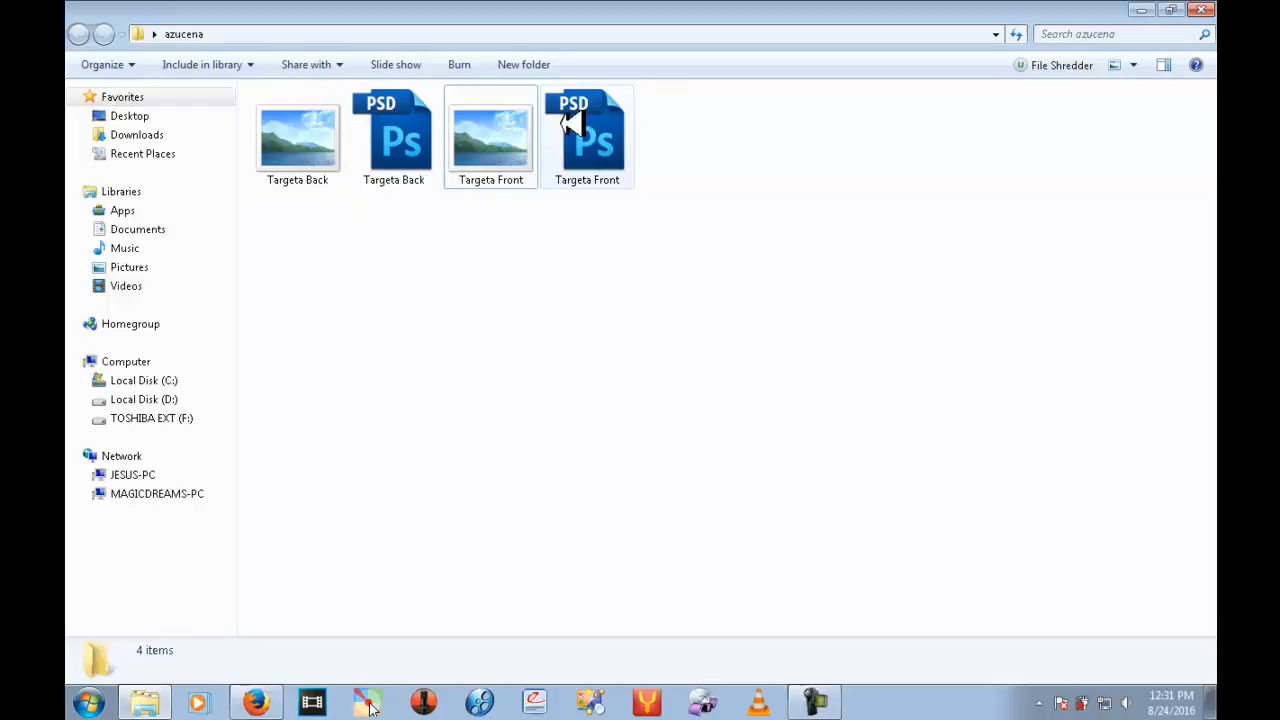 azucena
Search azucena
Organize
Include in library
Share with
Slide show
Burn
New folder
File Shredder
Favorites
Desktop
Downloads
Recent Places
Libraries
Apps
Documents
Music
Pictures
Videos
Homegroup
Computer
Local Disk (C:)
Local Disk (D:)
TOSHIBA EXT (F:)
Network
JESUS-PC
MAGICDREAMS-PC
PSD
Ps
PSD
Ps
Targeta Back
Targeta Back
Targeta Front
Targeta Front
4 items
12:31 PM
8/24/2016